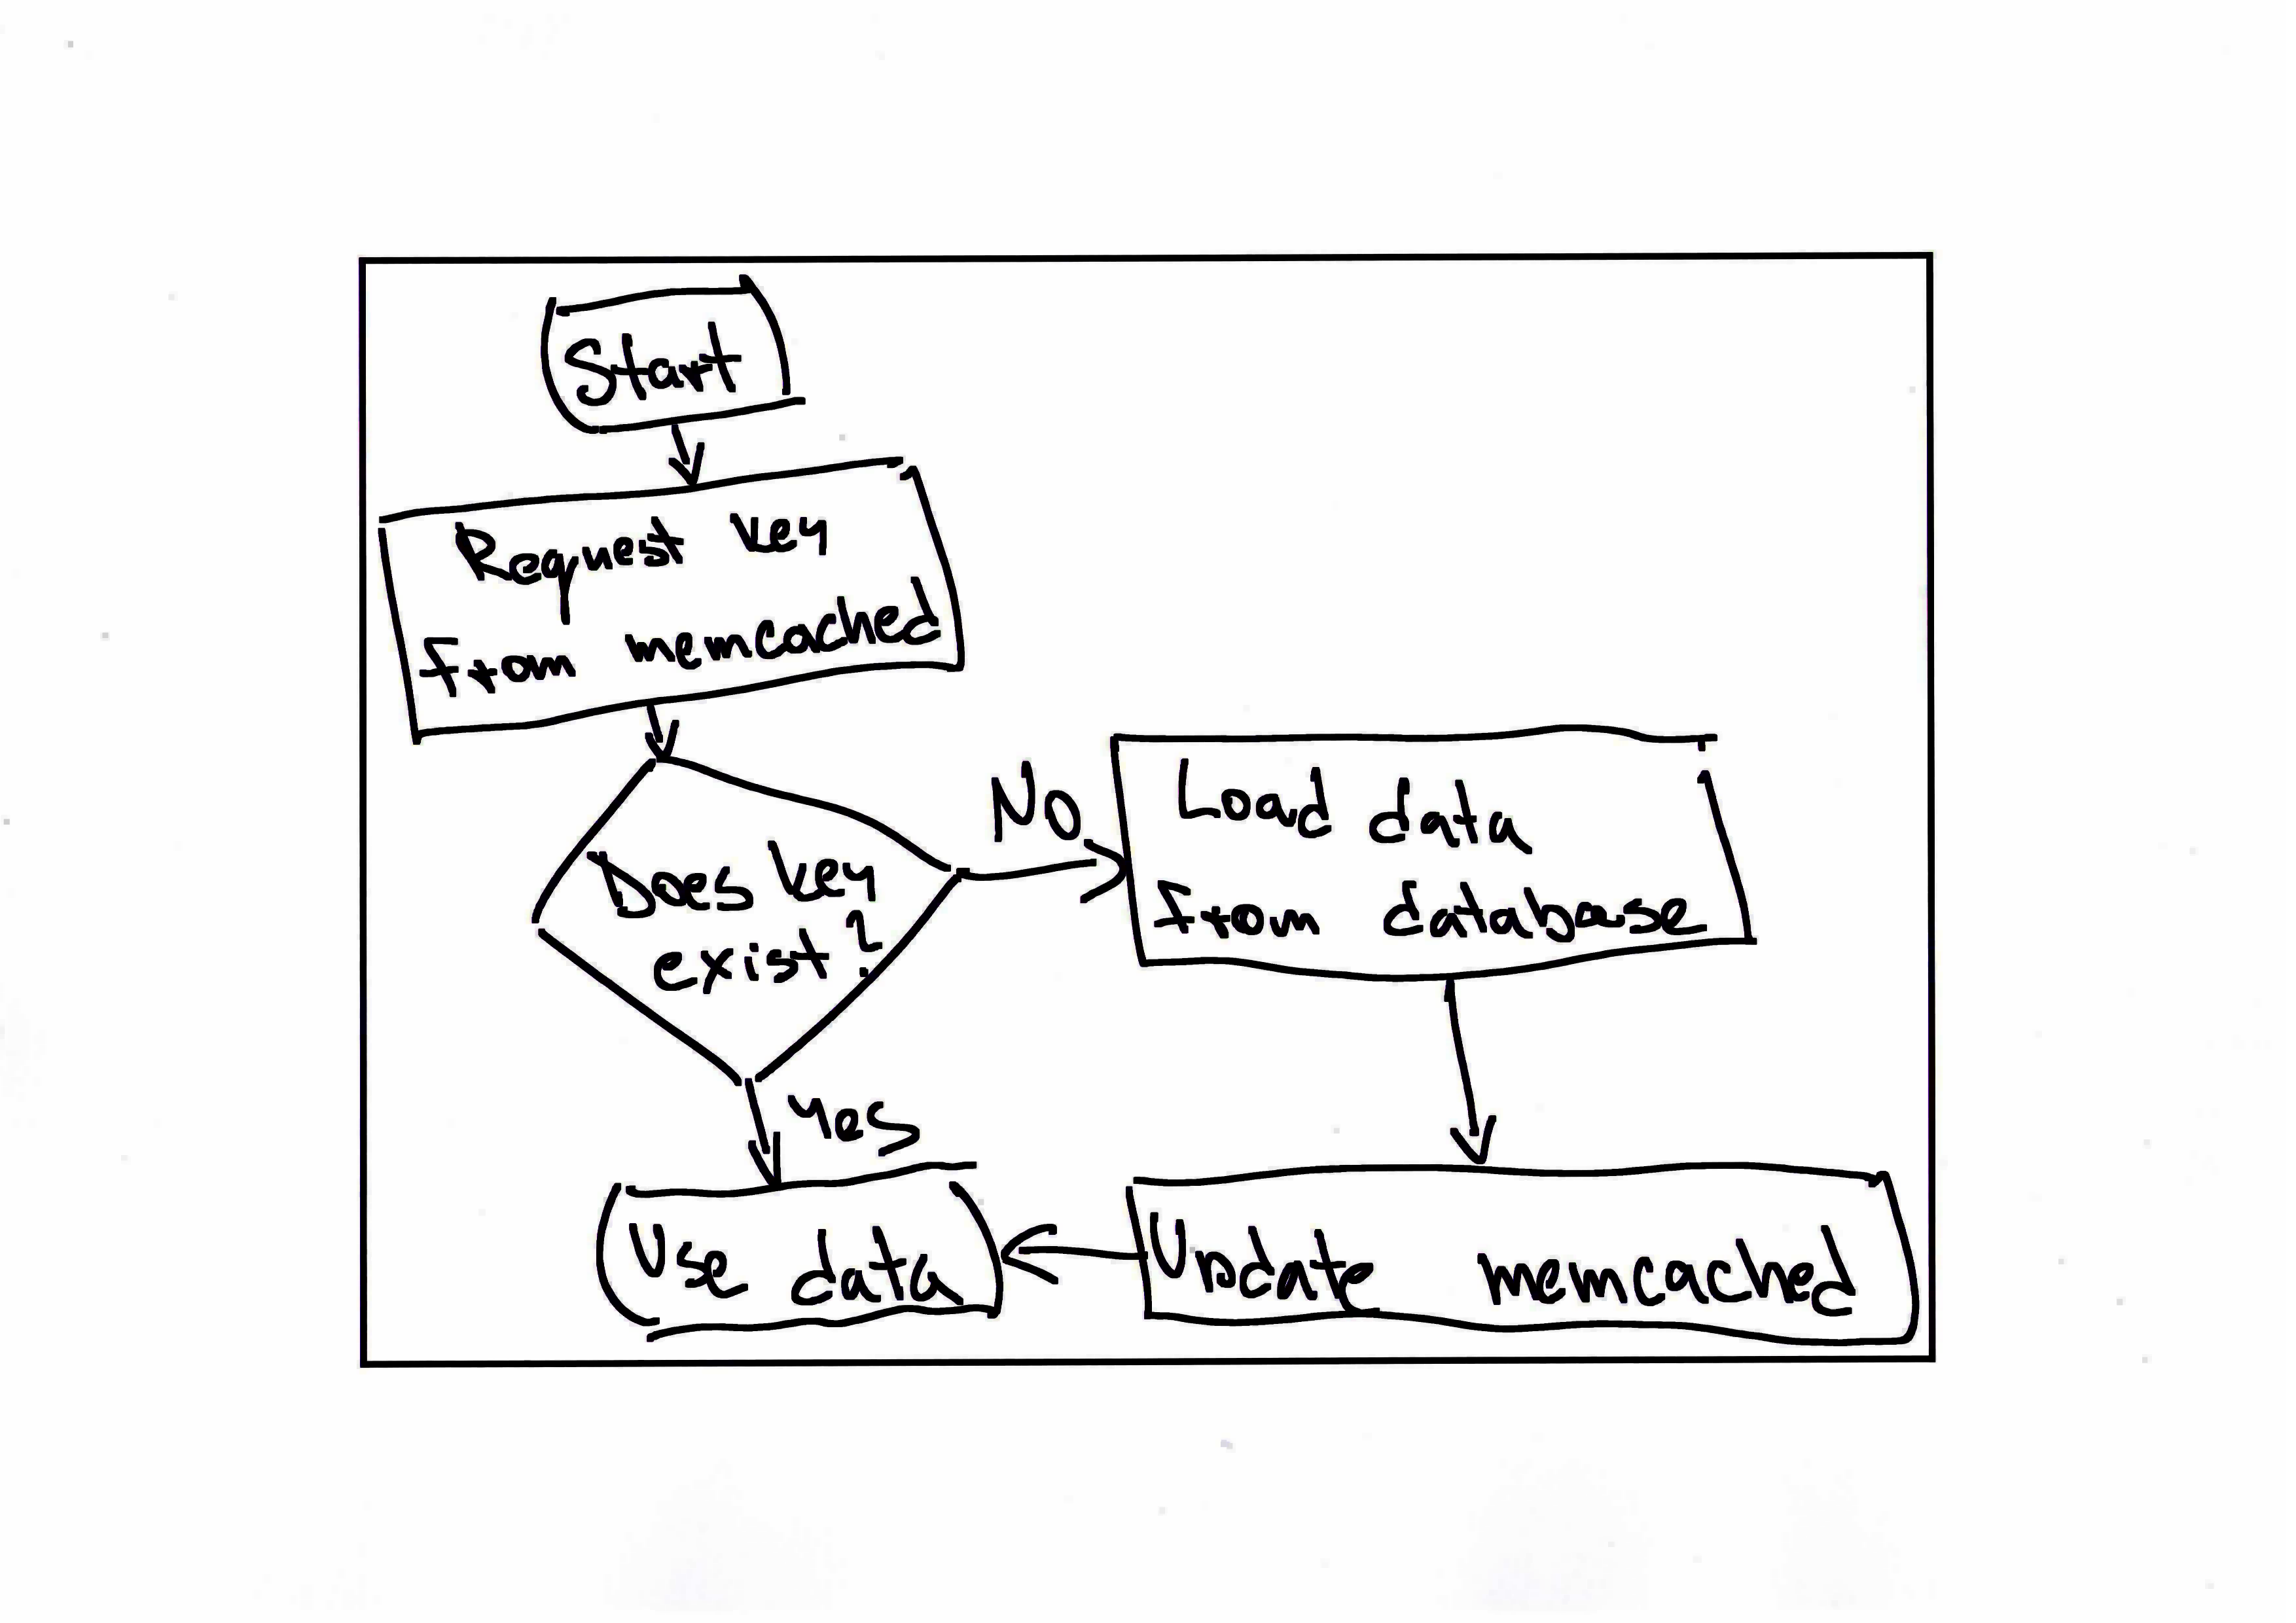 Start
Request key
from memcached
Does key
exist?
No
Load data
from database
Yes
Use data
Update memcached